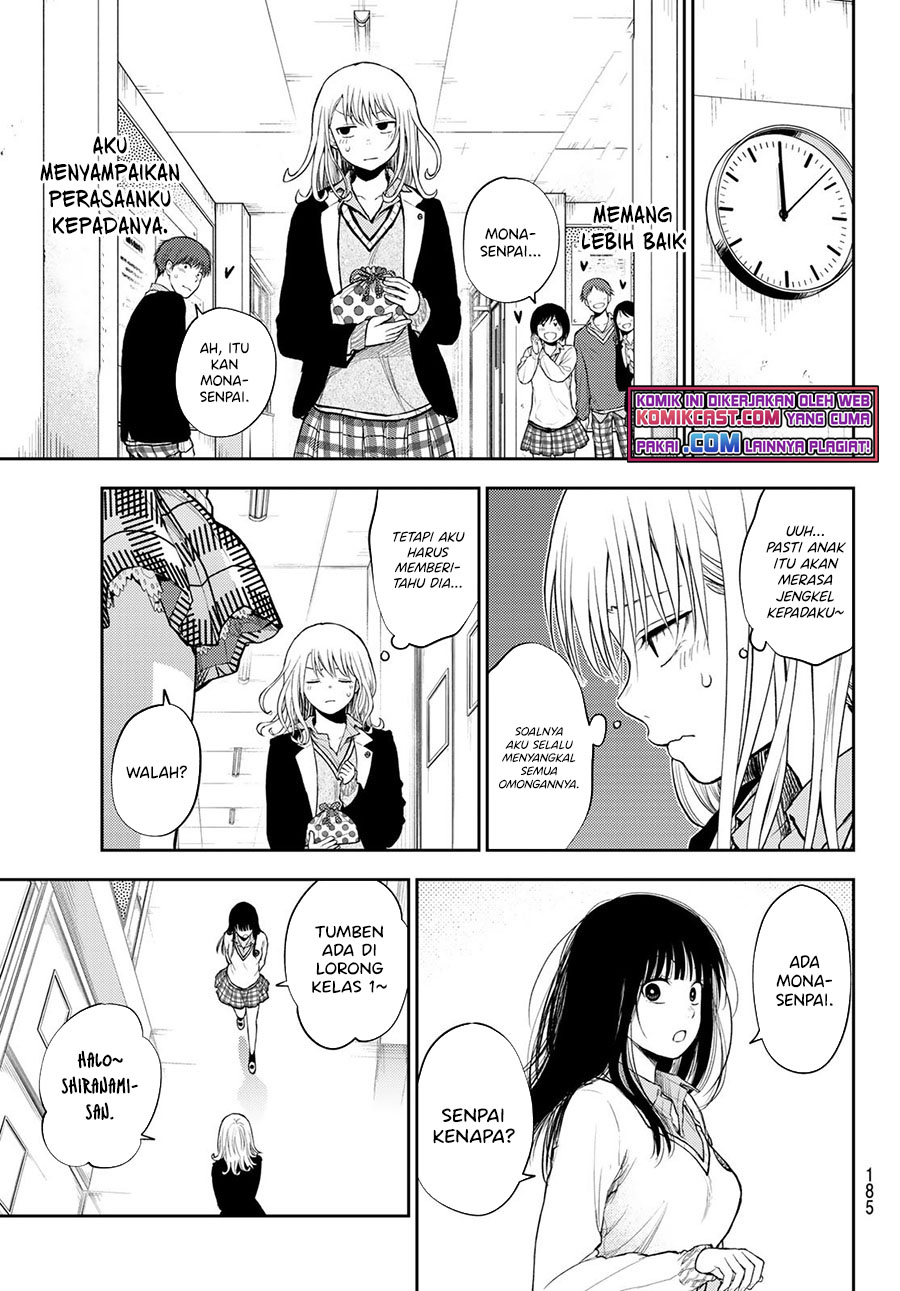 MEMANG
LEBIH BAIK
MONA-
SENPAI...
AKU
MENYAMPAIKAN
PERASAANKU
KEPADANYA.
AH, ITU
KAN
MONA-
SENPAI.
KOMIK INI DIKERJAKAN OLEH WEB
KOMIKCAST.COM YANG CUMA
PAKAI .COM LAINNYA PLAGIAT!
UUH...
PASTI ANAK
ITU AKAN
MERASA
JENGKEL
KEPADAKU~
SOALNYA
AKU SELALU
MENYANGKAL
SEMUA
OMONGANNYA.
TETAPI AKU
HARUS
MEMBERI-
TAHU DIA...
WALAH?
ADA
MONA-
SENPAI.
SENPAI
KENAPA?
TUMBEN
ADA DI
LORONG
KELAS 1~
HALO~
SHIRANAMI-
SAN.
185